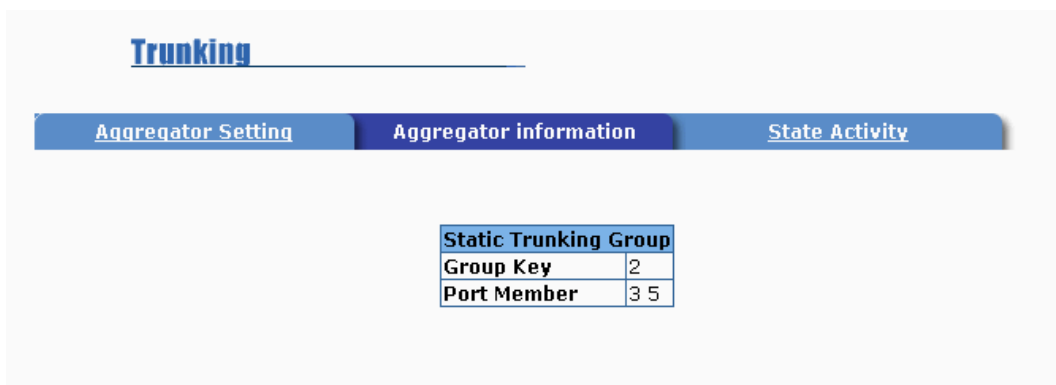 Trunking
Aggregator Setting Aggregator information State Activity
Static Trunking Group
Group Key 2
Port Member 3 5